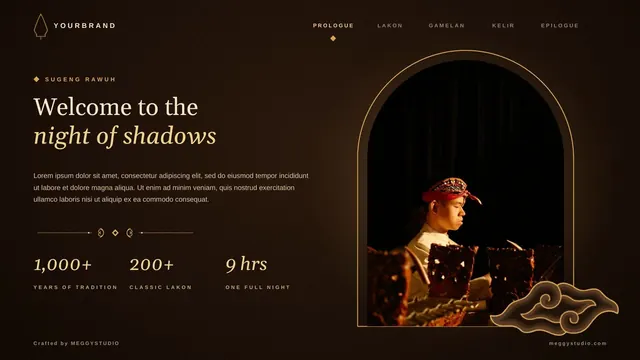 YOURBRAND
PROLOGUE LAKON GAMELAN KELIR EPILOGUE
SUGENG RAWUH
Welcome to the
night of shadows
Lorem ipsum dolor sit amet, consectetur adipiscing elit, sed do eiusmod tempor incididunt
ut labore et dolore magna aliqua. Ut enim ad minim veniam, quis nostrud exercitation
ullamco laboris nisi ut aliquip ex ea commodo consequat.
1,000+ 200+ 9 hrs
YEARS OF TRADITION CLASSIC LAKON ONE FULL NIGHT
Crafted by MEGGYSTUDIO meggystudio.com